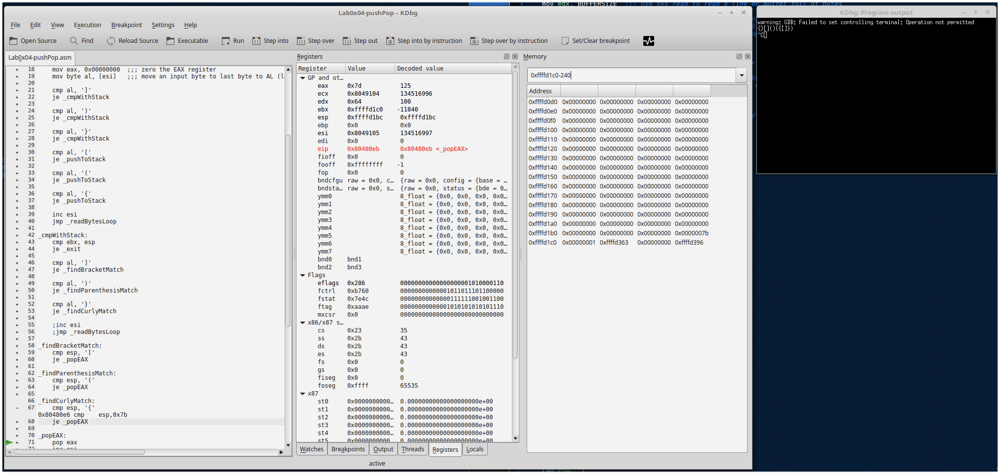 4 mov edx, BUFFERSIZE ;;; use sys_read to read a line or buffer full of bytes
Lab0x04-pushPop – KDbg
File Edit View Execution Breakpoint Settings Help
Open Source Find Reload Source Executable Run Step into Step over Step out Step into by instruction Step over by instruction Set/Clear breakpoint
Lab0x04-pushPop.asm
+ 18 mov eax, 0x00000000 ;;; zero the EAX register
+ 19 mov byte al, [esi] ;;; move an input byte to last byte to AL (l
+ 20
+ 21 cmp al, ']'
+ 22 je _cmpWithStack
+ 23
+ 24 cmp al, ')'
+ 25 je _cmpWithStack
+ 26
+ 27 cmp al, '}'
+ 28 je _cmpWithStack
+ 29
+ 30 cmp al, '['
+ 31 je _pushToStack
+ 32
+ 33 cmp al, '('
+ 34 je _pushToStack
+ 35
+ 36 cmp al, '{'
+ 37 je _pushToStack
+ 38
+ 39 inc esi
+ 40 jmp _readBytesLoop
+ 41
+ 42 _cmpWithStack:
+ 43 cmp ebx, esp
+ 44 je _exit
+ 45
+ 46 cmp al, ']'
+ 47 je _findBracketMatch
+ 48
+ 49 cmp al, ')'
+ 50 je _findParenthesisMatch
+ 51
+ 52 cmp al, '}'
+ 53 je _findCurlyMatch
+ 54
+ 55 ;inc esi
+ 56 ;jmp _readBytesLoop
+ 57
+ 58 _findBracketMatch:
+ 59 cmp esp, '['
+ 60 je _popEAX
+ 61
+ 62 _findParenthesisMatch:
+ 63 cmp esp, '('
+ 64 je _popEAX
+ 65
+ 66 _findCurlyMatch:
– 67 cmp esp, '{'
0x80480e6 cmp esp,0x7b
+ 68 je _popEAX
+ 69
+ 70 _popEAX:
+ 71 pop eax
Registers
Register Value Decoded value
GP and ot…
eax 0x7d 125
ecx 0x8049104 134516996
edx 0x64 100
ebx 0xffffd1c0 -11840
esp 0xffffd1bc 0xffffd1bc
ebp 0x0 0x0
esi 0x8049105 134516997
edi 0x0 0
eip 0x80480eb 0x80480eb <_popEAX>
fioff 0x0 0
fooff 0xffffffff -1
fop 0x0 0
bndcfgu raw = 0x0, c… {raw = 0x0, config = {base = …
bndsta… raw = 0x0, s… {raw = 0x0, status = {bde = 0…
ymm0 8_float = {0x0, 0x0, 0x0, 0x0…
ymm1 8_float = {0x0, 0x0, 0x0, 0x0…
ymm2 8_float = {0x0, 0x0, 0x0, 0x0…
ymm3 8_float = {0x0, 0x0, 0x0, 0x0…
ymm4 8_float = {0x0, 0x0, 0x0, 0x0…
ymm5 8_float = {0x0, 0x0, 0x0, 0x0…
ymm6 8_float = {0x0, 0x0, 0x0, 0x0…
ymm7 8_float = {0x0, 0x0, 0x0, 0x0…
bnd0 bnd1
bnd2 bnd3
Flags
eflags 0x286 00000000000000000001010000110
fctrl 0xb760 00000000000001011011101100000
fstat 0x7e4c 00000000000000111111001001100
ftag 0xaaae 00000000000001010101010101110
mxcsr 0x0 00000000000000000000000000000
x86/x87 s…
cs 0x23 35
ss 0x2b 43
ds 0x2b 43
es 0x2b 43
fs 0x0 0
gs 0x0 0
fiseg 0x0 0
foseg 0xffff 65535
x87
st0 0x0000000000… 0.00000000000000000000e+00
st1 0x0000000000… 0.00000000000000000000e+00
st2 0x0000000000… 0.00000000000000000000e+00
st3 0x0000000000… 0.00000000000000000000e+00
st4 0x0000000000… 0.00000000000000000000e+00
st5 0x0000000000… 0.00000000000000000000e+00
Watches Breakpoints Output Threads Registers Locals
Memory
0xffffd1c0-240
Address
0xffffd0d0 0x00000000 0x00000000 0x00000000 0x00000000
0xffffd0e0 0x00000000 0x00000000 0x00000000 0x00000000
0xffffd0f0 0x00000000 0x00000000 0x00000000 0x00000000
0xffffd100 0x00000000 0x00000000 0x00000000 0x00000000
0xffffd110 0x00000000 0x00000000 0x00000000 0x00000000
0xffffd120 0x00000000 0x00000000 0x00000000 0x00000000
0xffffd130 0x00000000 0x00000000 0x00000000 0x00000000
0xffffd140 0x00000000 0x00000000 0x00000000 0x00000000
0xffffd150 0x00000000 0x00000000 0x00000000 0x00000000
0xffffd160 0x00000000 0x00000000 0x00000000 0x00000000
0xffffd170 0x00000000 0x00000000 0x00000000 0x00000000
0xffffd180 0x00000000 0x00000000 0x00000000 0x00000000
0xffffd190 0x00000000 0x00000000 0x00000000 0x00000000
0xffffd1a0 0x00000000 0x00000000 0x00000000 0x00000000
0xffffd1b0 0x00000000 0x00000000 0x00000000 0x0000007b
0xffffd1c0 0x00000001 0xffffd363 0x00000000 0xffffd396
active
KDbg: Program output
warning: GDB: Failed to set controlling terminal: Operation not permitted
{}[]()({[]})
^C